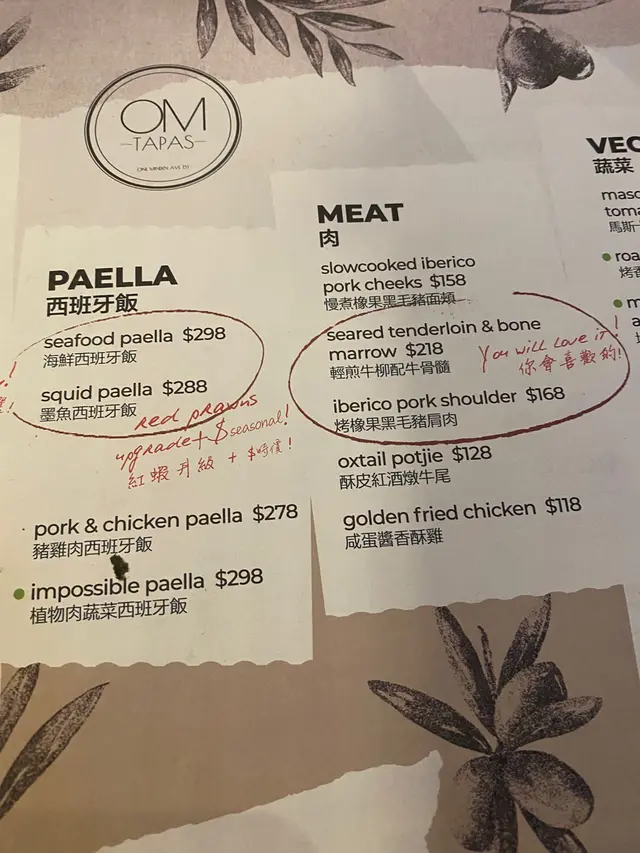 OM
—TAPAS—
PAELLA
西班牙飯
seafood paella $298
海鮮西班牙飯
squid paella $288
墨魚西班牙飯
Red prawns
upgrade + $ seasonal!
紅蝦升級 + $時價!
pork & chicken paella $278
豬雞肉西班牙飯
impossible paella $298
植物肉蔬菜西班牙飯
MEAT
肉
slowcooked iberico
pork cheeks $158
慢煮橡果黑毛豬面頰
seared tenderloin & bone
marrow $218
輕煎牛柳配牛骨髓
You will Love it!
你會喜歡的!
iberico pork shoulder $168
烤橡果黑毛豬肩肉
oxtail potjie $128
酥皮紅酒燉牛尾
golden fried chicken $118
咸蛋醬香酥雞
蔬菜